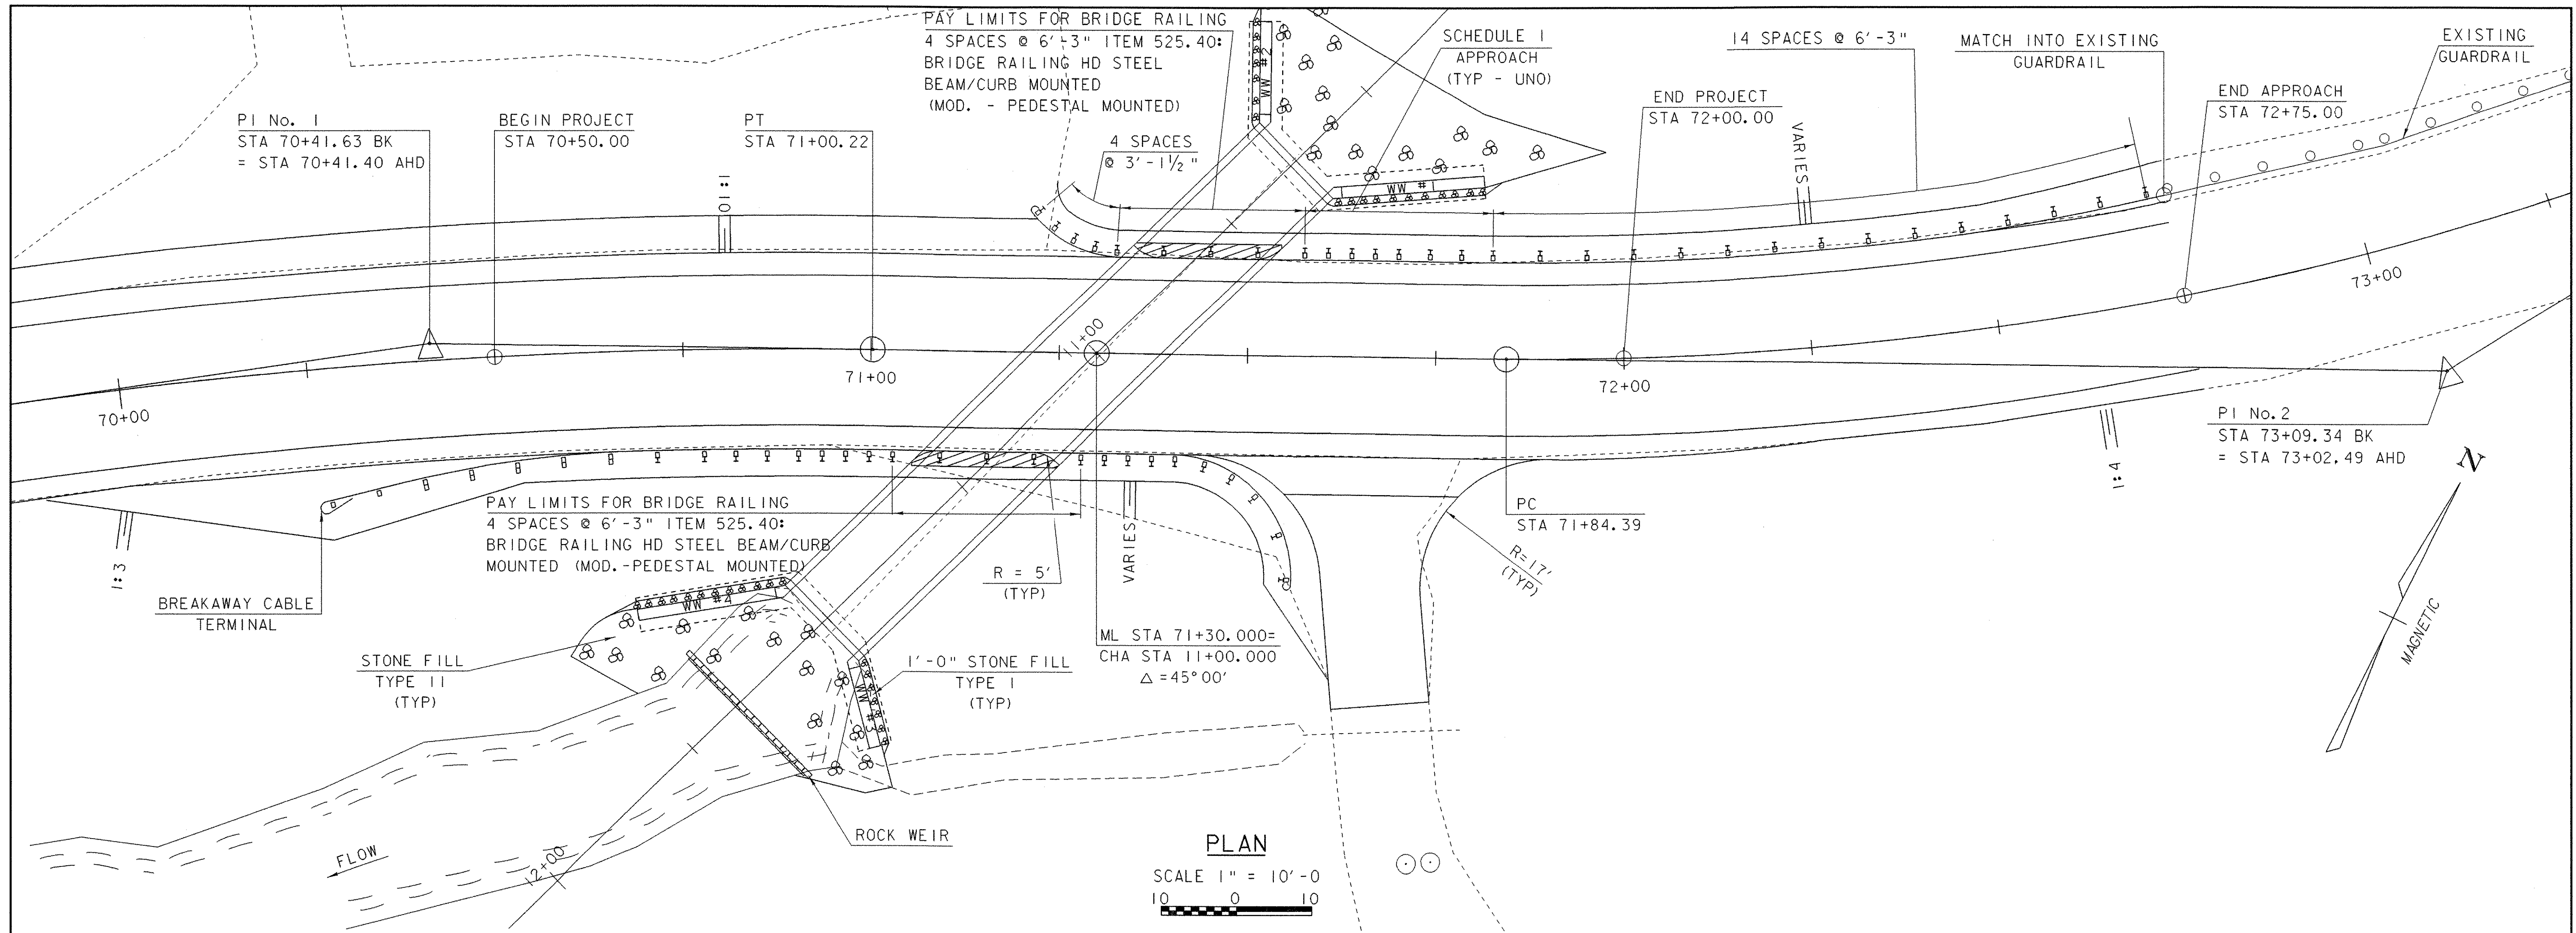 PAY LIMITS FOR BRIDGE RAILING
4 SPACES @ 6'-3" ITEM 525.40:
BRIDGE RAILING HD STEEL
BEAM/CURB MOUNTED
(MOD. - PEDESTAL MOUNTED)
WW #2
SCHEDULE 1
APPROACH
(TYP - UNO)
14 SPACES @ 6'-3"
MATCH INTO EXISTING
GUARDRAIL
EXISTING
GUARDRAIL
PI No. 1
STA 70+41.63 BK
= STA 70+41.40 AHD
BEGIN PROJECT
STA 70+50.00
PT
STA 71+00.22
4 SPACES
@ 3'-1½"
END PROJECT
STA 72+00.00
VARIES
END APPROACH
STA 72+75.00
1:10
WW #1
73+00
11+00
70+00
71+00
72+00
PI No.2
STA 73+09.34 BK
= STA 73+02.49 AHD
1:4
N
MAGNETIC
PAY LIMITS FOR BRIDGE RAILING
4 SPACES @ 6'-3" ITEM 525.40:
BRIDGE RAILING HD STEEL BEAM/CURB
MOUNTED (MOD.-PEDESTAL MOUNTED)
PC
STA 71+84.39
1:3
VARIES
R = 5'
(TYP)
R=17'
(TYP)
BREAKAWAY CABLE
TERMINAL
WW #4
ML STA 71+30.000=
CHA STA 11+00.000
Δ =45°00'
STONE FILL
TYPE II
(TYP)
1'-0" STONE FILL
TYPE I
(TYP)
WW #3
ROCK WEIR
FLOW
12+00
PLAN
SCALE 1" = 10'-0
10 0 10